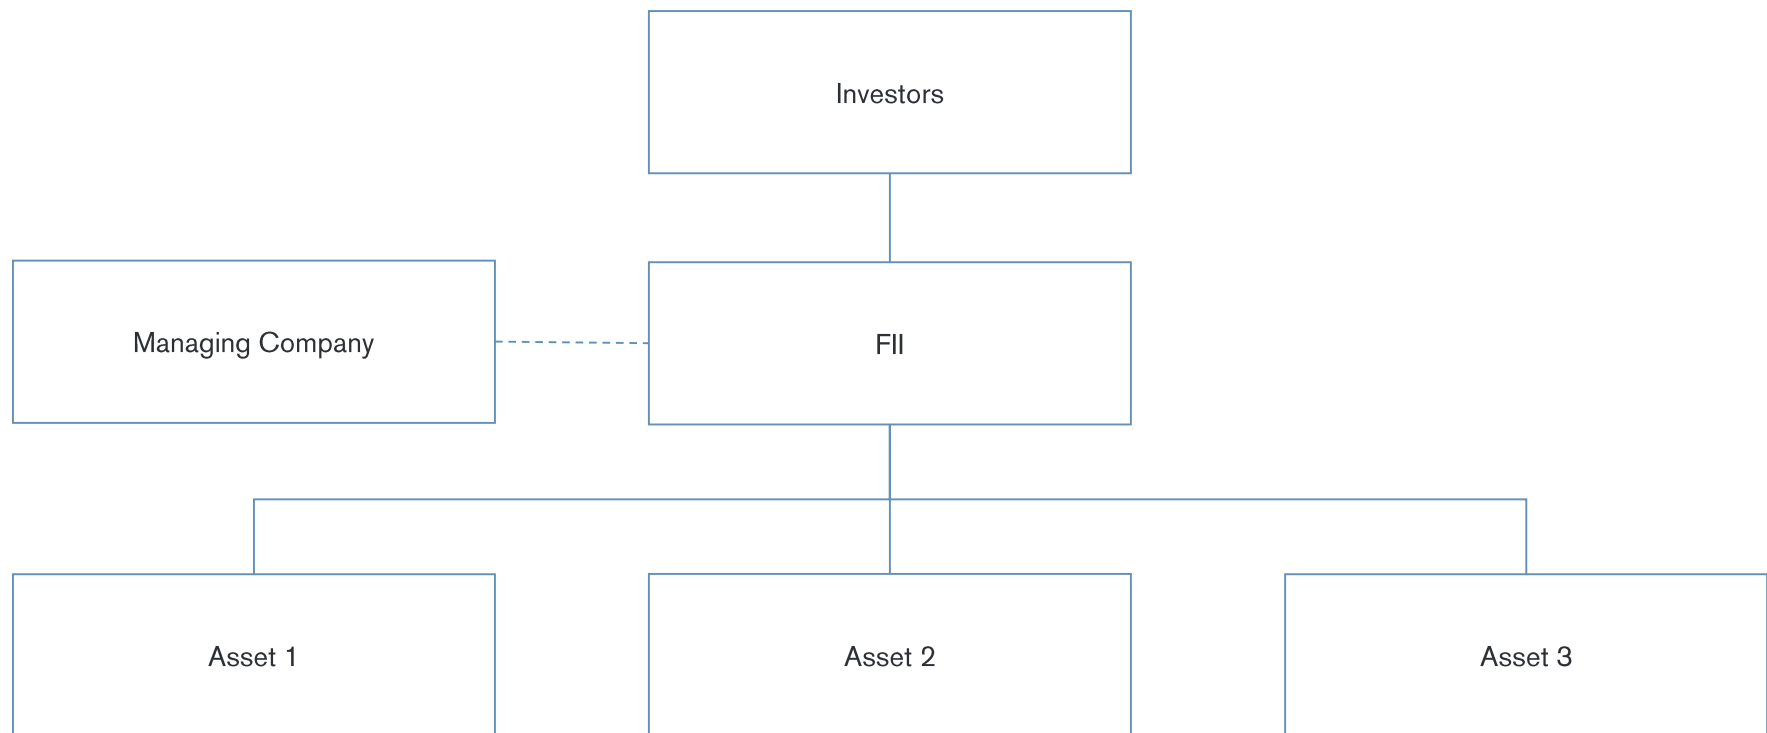 Investors
Managing Company
FII
Asset 1
Asset 2
Asset 3